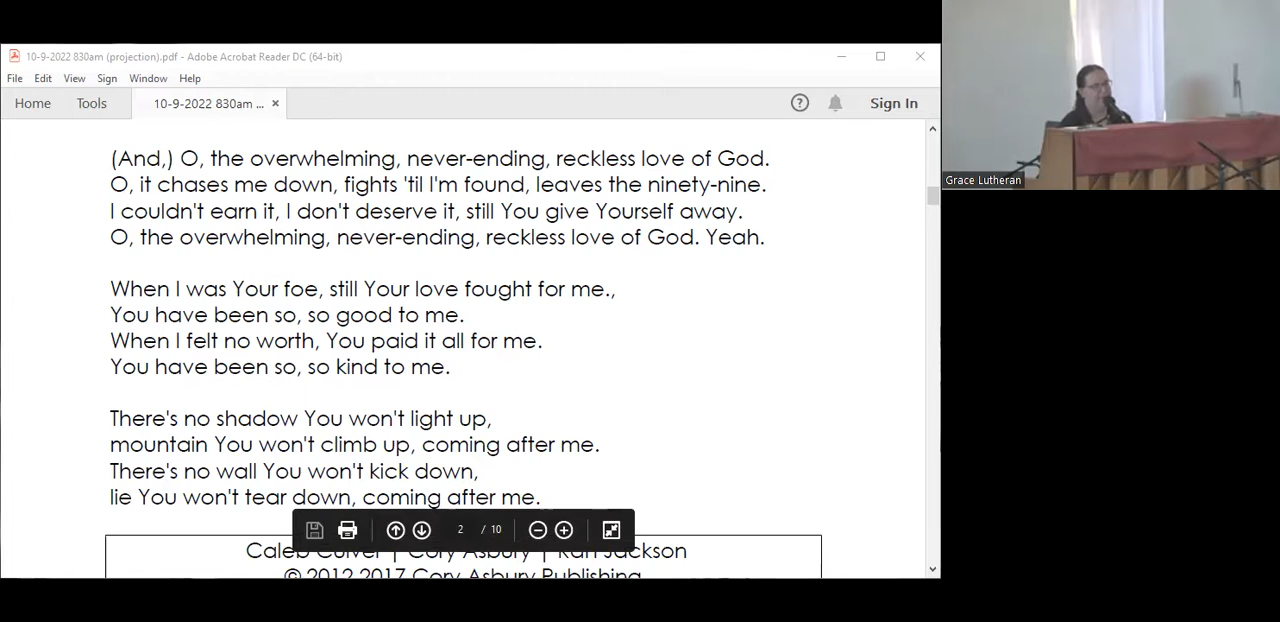 10-9-2022 830am (projection).pdf - Adobe Acrobat Reader DC (64-bit)
File Edit View Sign Window Help
Home Tools 10-9-2022 830am ... × ? Sign In
(And,) O, the overwhelming, never-ending, reckless love of God.
O, it chases me down, fights 'til I'm found, leaves the ninety-nine.
I couldn't earn it, I don't deserve it, still You give Yourself away.
O, the overwhelming, never-ending, reckless love of God. Yeah.
When I was Your foe, still Your love fought for me.,
You have been so, so good to me.
When I felt no worth, You paid it all for me.
You have been so, so kind to me.
There's no shadow You won't light up,
mountain You won't climb up, coming after me.
There's no wall You won't kick down,
lie You won't tear down, coming after me.
2 / 10
Caleb Culver | Cory Asbury | Ran Jackson
© 2012,2017 Cory Asbury Publishing
Grace Lutheran